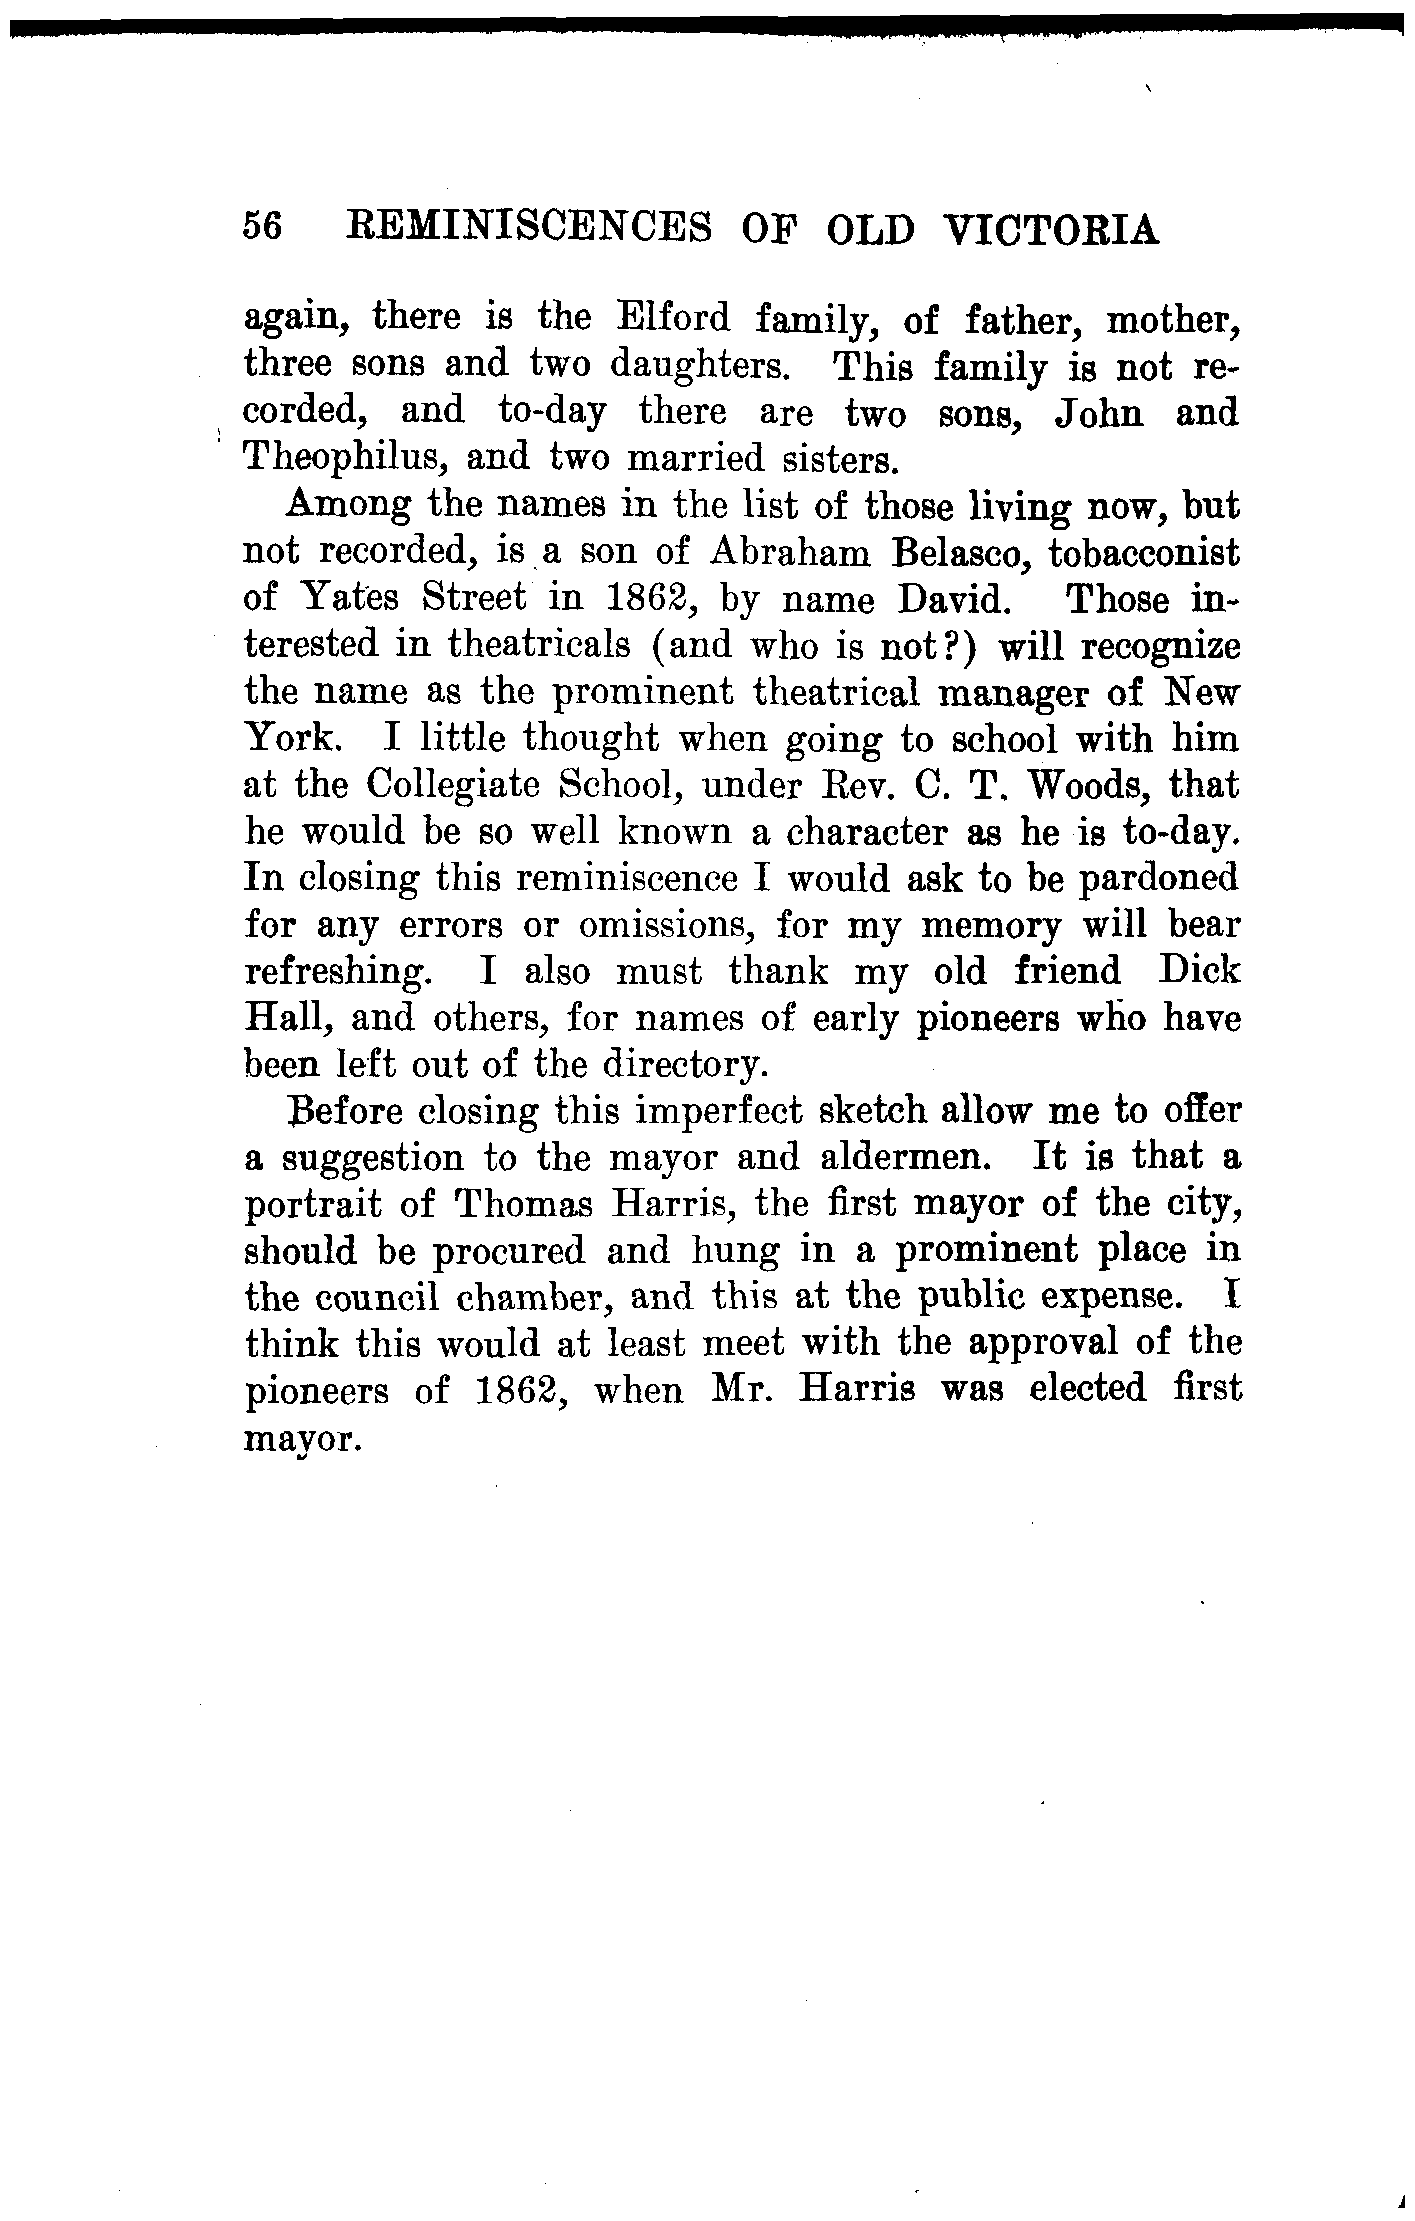 56 REMINISCENCES OF OLD VICTORIA
again, there is the Elford family, of father, mother,
three sons and two daughters. This family is not re-
corded, and to-day there are two sons, John and
Theophilus, and two married sisters.
Among the names in the list of those living now, but
not recorded, is a son of Abraham Belasco, tobacconist
of Yates Street in 1862, by name David. Those in-
terested in theatricals (and who is not?) will recognize
the name as the prominent theatrical manager of New
York. I little thought when going to school with him
at the Collegiate School, under Rev. C. T. Woods, that
he would be so well known a character as he is to-day.
In closing this reminiscence I would ask to be pardoned
for any errors or omissions, for my memory will bear
refreshing. I also must thank my old friend Dick
Hall, and others, for names of early pioneers who have
been left out of the directory.
Before closing this imperfect sketch allow me to offer
a suggestion to the mayor and aldermen. It is that a
portrait of Thomas Harris, the first mayor of the city,
should be procured and hung in a prominent place in
the council chamber, and this at the public expense. I
think this would at least meet with the approval of the
pioneers of 1862, when Mr. Harris was elected first
mayor.